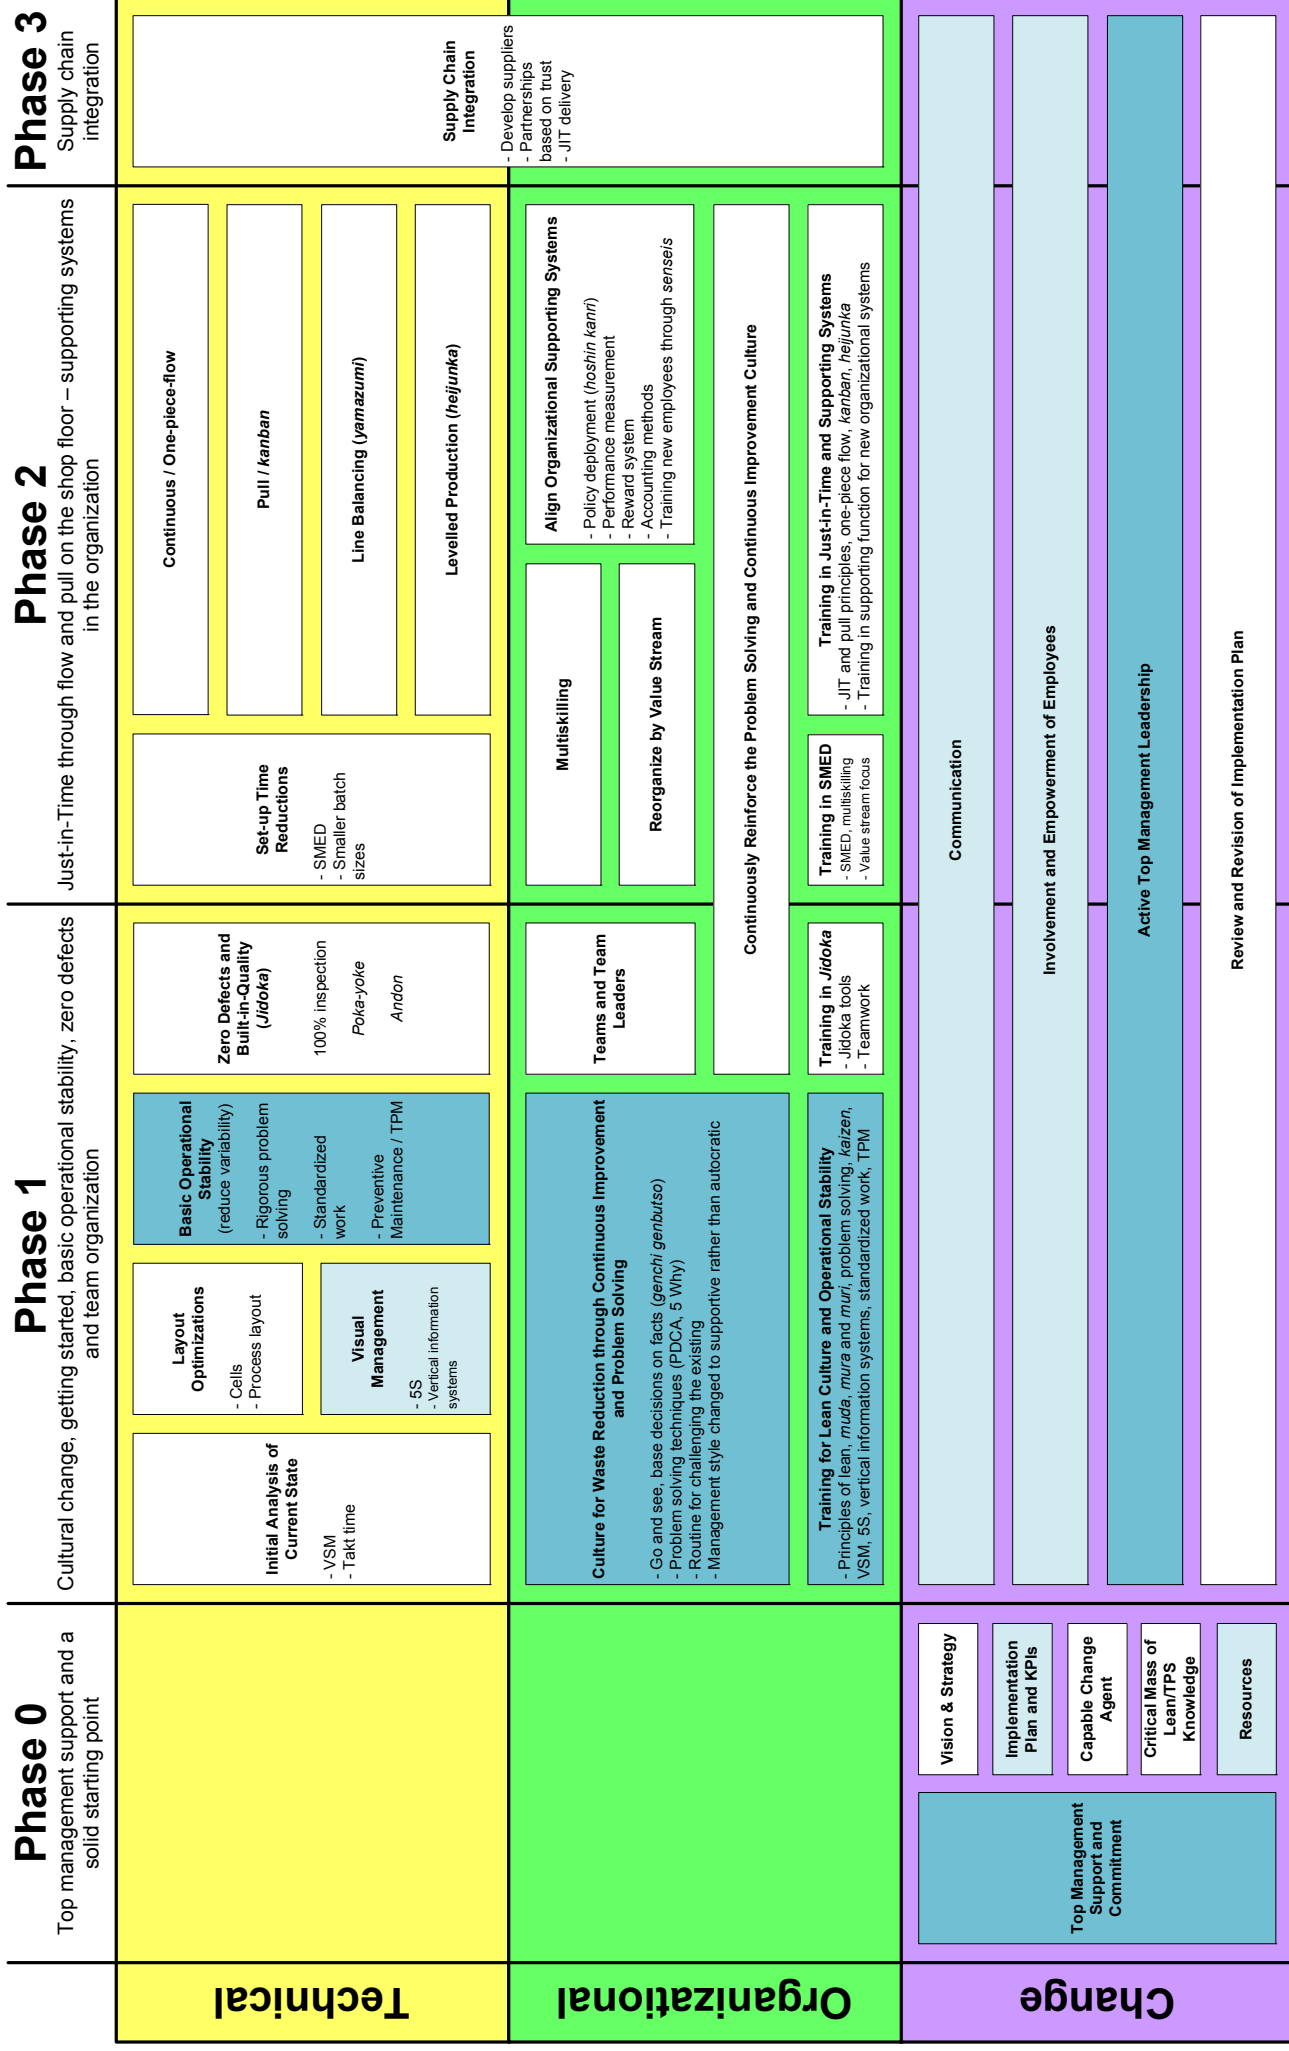 Phase 0
Top management support and a
solid starting point
Phase 1
Cultural change, getting started, basic operational stability, zero defects
and team organization
Phase 2
Just-in-Time through flow and pull on the shop floor – supporting systems
in the organization
Phase 3
Supply chain
integration
Technical
Initial Analysis of
Current State
- VSM
- Takt time
Layout
Optimizations
- Cells
- Process layout
Visual
Management
- 5S
- Vertical information
systems
Basic Operational
Stability
(reduce variability)
- Rigorous problem
solving
- Standardized
work
- Preventive
Maintenance / TPM
Zero Defects and
Built-in-Quality
(Jidoka)
100% inspection
Poka-yoke
Andon
Set-up Time
Reductions
- SMED
- Smaller batch
sizes
Continuous / One-piece-flow
Pull / kanban
Line Balancing (yamazumi)
Levelled Production (heijunka)
Supply Chain
Integration
- Develop suppliers
- Partnerships
based on trust
- JIT delivery
Organizational
Culture for Waste Reduction through Continuous Improvement
and Problem Solving
- Go and see, base decisions on facts (genchi genbutso)
- Problem solving techniques (PDCA, 5 Why)
- Routine for challenging the existing
- Management style changed to supportive rather than autocratic
Training for Lean Culture and Operational Stability
- Principles of lean, muda, mura and muri, problem solving, kaizen,
VSM, 5S, vertical information systems, standardized work, TPM
Teams and Team
Leaders
Continuously Reinforce the Problem Solving and Continuous Improvement Culture
Training in Jidoka
- Jidoka tools
- Teamwork
Multiskilling
Reorganize by Value Stream
Training in SMED
- SMED, multiskilling
- Value stream focus
Align Organizational Supporting Systems
- Policy deployment (hoshin kanri)
- Performance measurement
- Reward system
- Accounting methods
- Training new employees through senseis
Training in Just-in-Time and Supporting Systems
- JIT and pull principles, one-piece flow, kanban, heijunka
- Training in supporting function for new organizational systems
Change
Top Management
Support and
Commitment
Vision & Strategy
Implementation
Plan and KPIs
Capable Change
Agent
Critical Mass of
Lean/TPS
Knowledge
Resources
Communication
Involvement and Empowerment of Employees
Active Top Management Leadership
Review and Revision of Implementation Plan